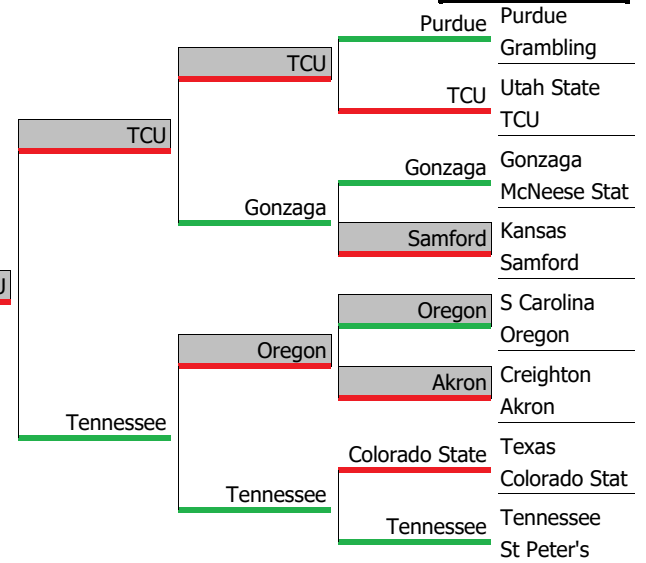 Purdue
Purdue
Grambling
TCU
TCU
Utah State
TCU
TCU
Gonzaga
Gonzaga
McNeese Stat
Gonzaga
Samford
Kansas
Samford
U
Oregon
S Carolina
Oregon
Oregon
Akron
Creighton
Akron
Tennessee
Colorado State
Texas
Colorado Stat
Tennessee
Tennessee
Tennessee
St Peter's